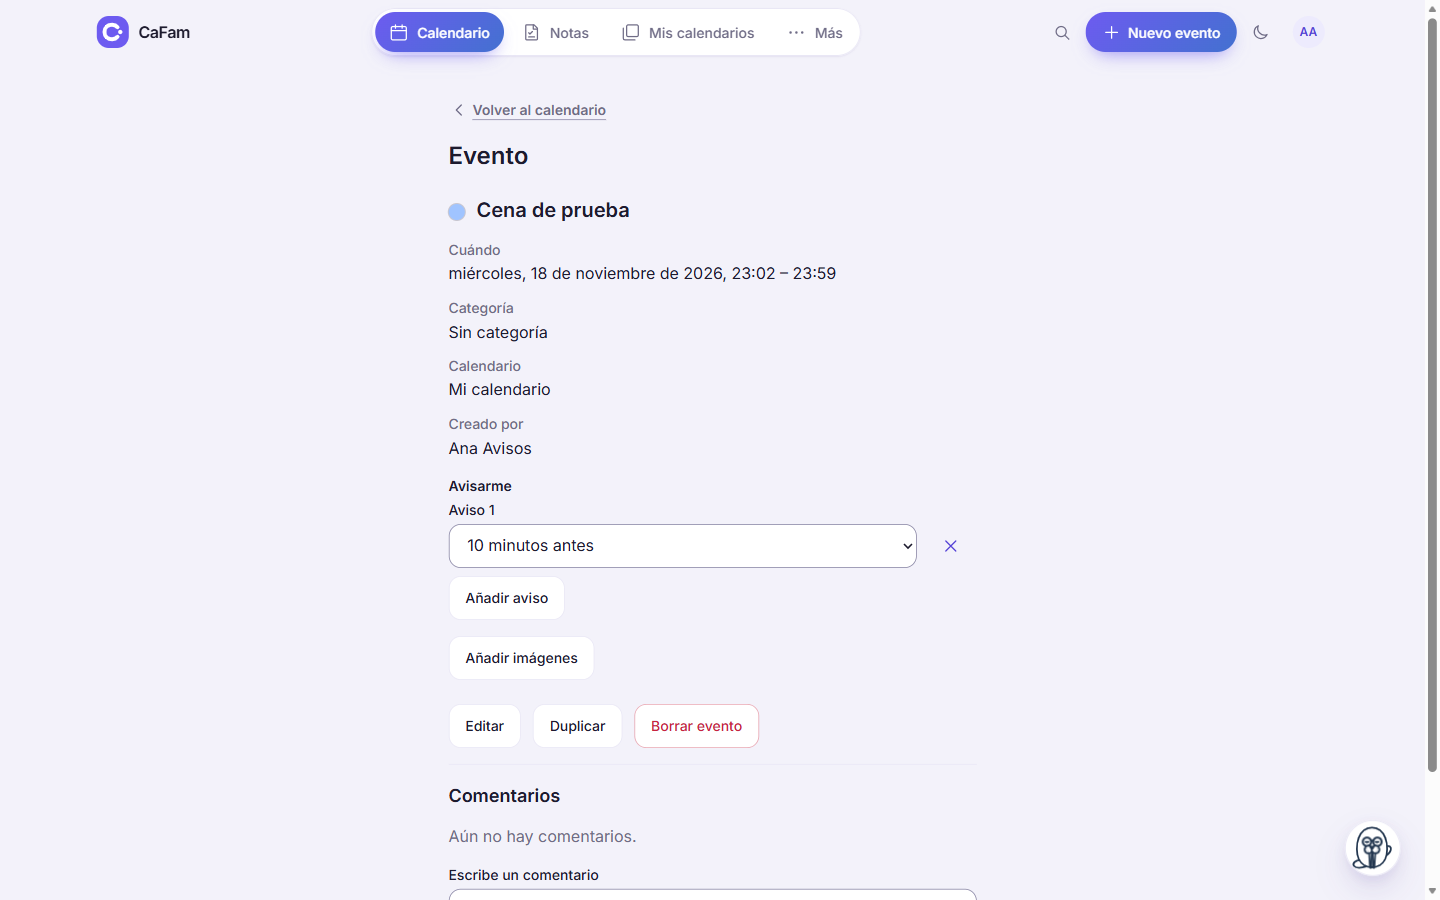 CaFam
Calendario
Notas
Mis calendarios
Más
Nuevo evento
AA
Volver al calendario
Evento
Cena de prueba
Cuándo
miércoles, 18 de noviembre de 2026, 23:02 – 23:59
Categoría
Sin categoría
Calendario
Mi calendario
Creado por
Ana Avisos
Avisarme
Aviso 1
10 minutos antes
Añadir aviso
Añadir imágenes
Editar
Duplicar
Borrar evento
Comentarios
Aún no hay comentarios.
Escribe un comentario